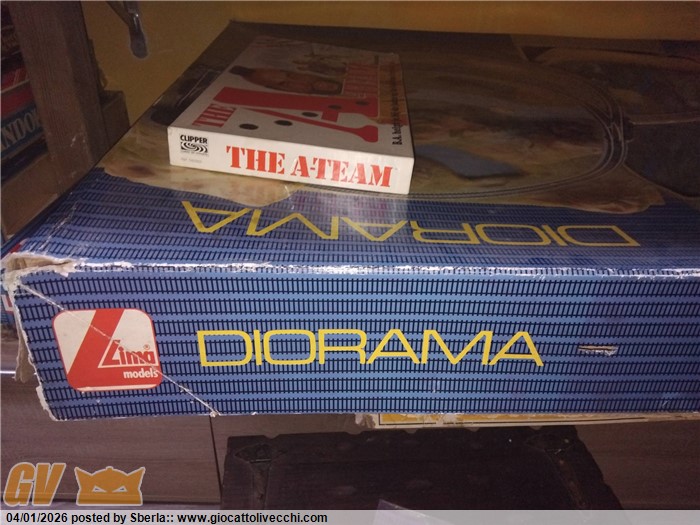 THE
A
CLIPPER
THE A-TEAM
DIORAMA
Lima
models
DIORAMA
GV
04/01/2026 posted by Sberla:: www.giocattolivecchi.com